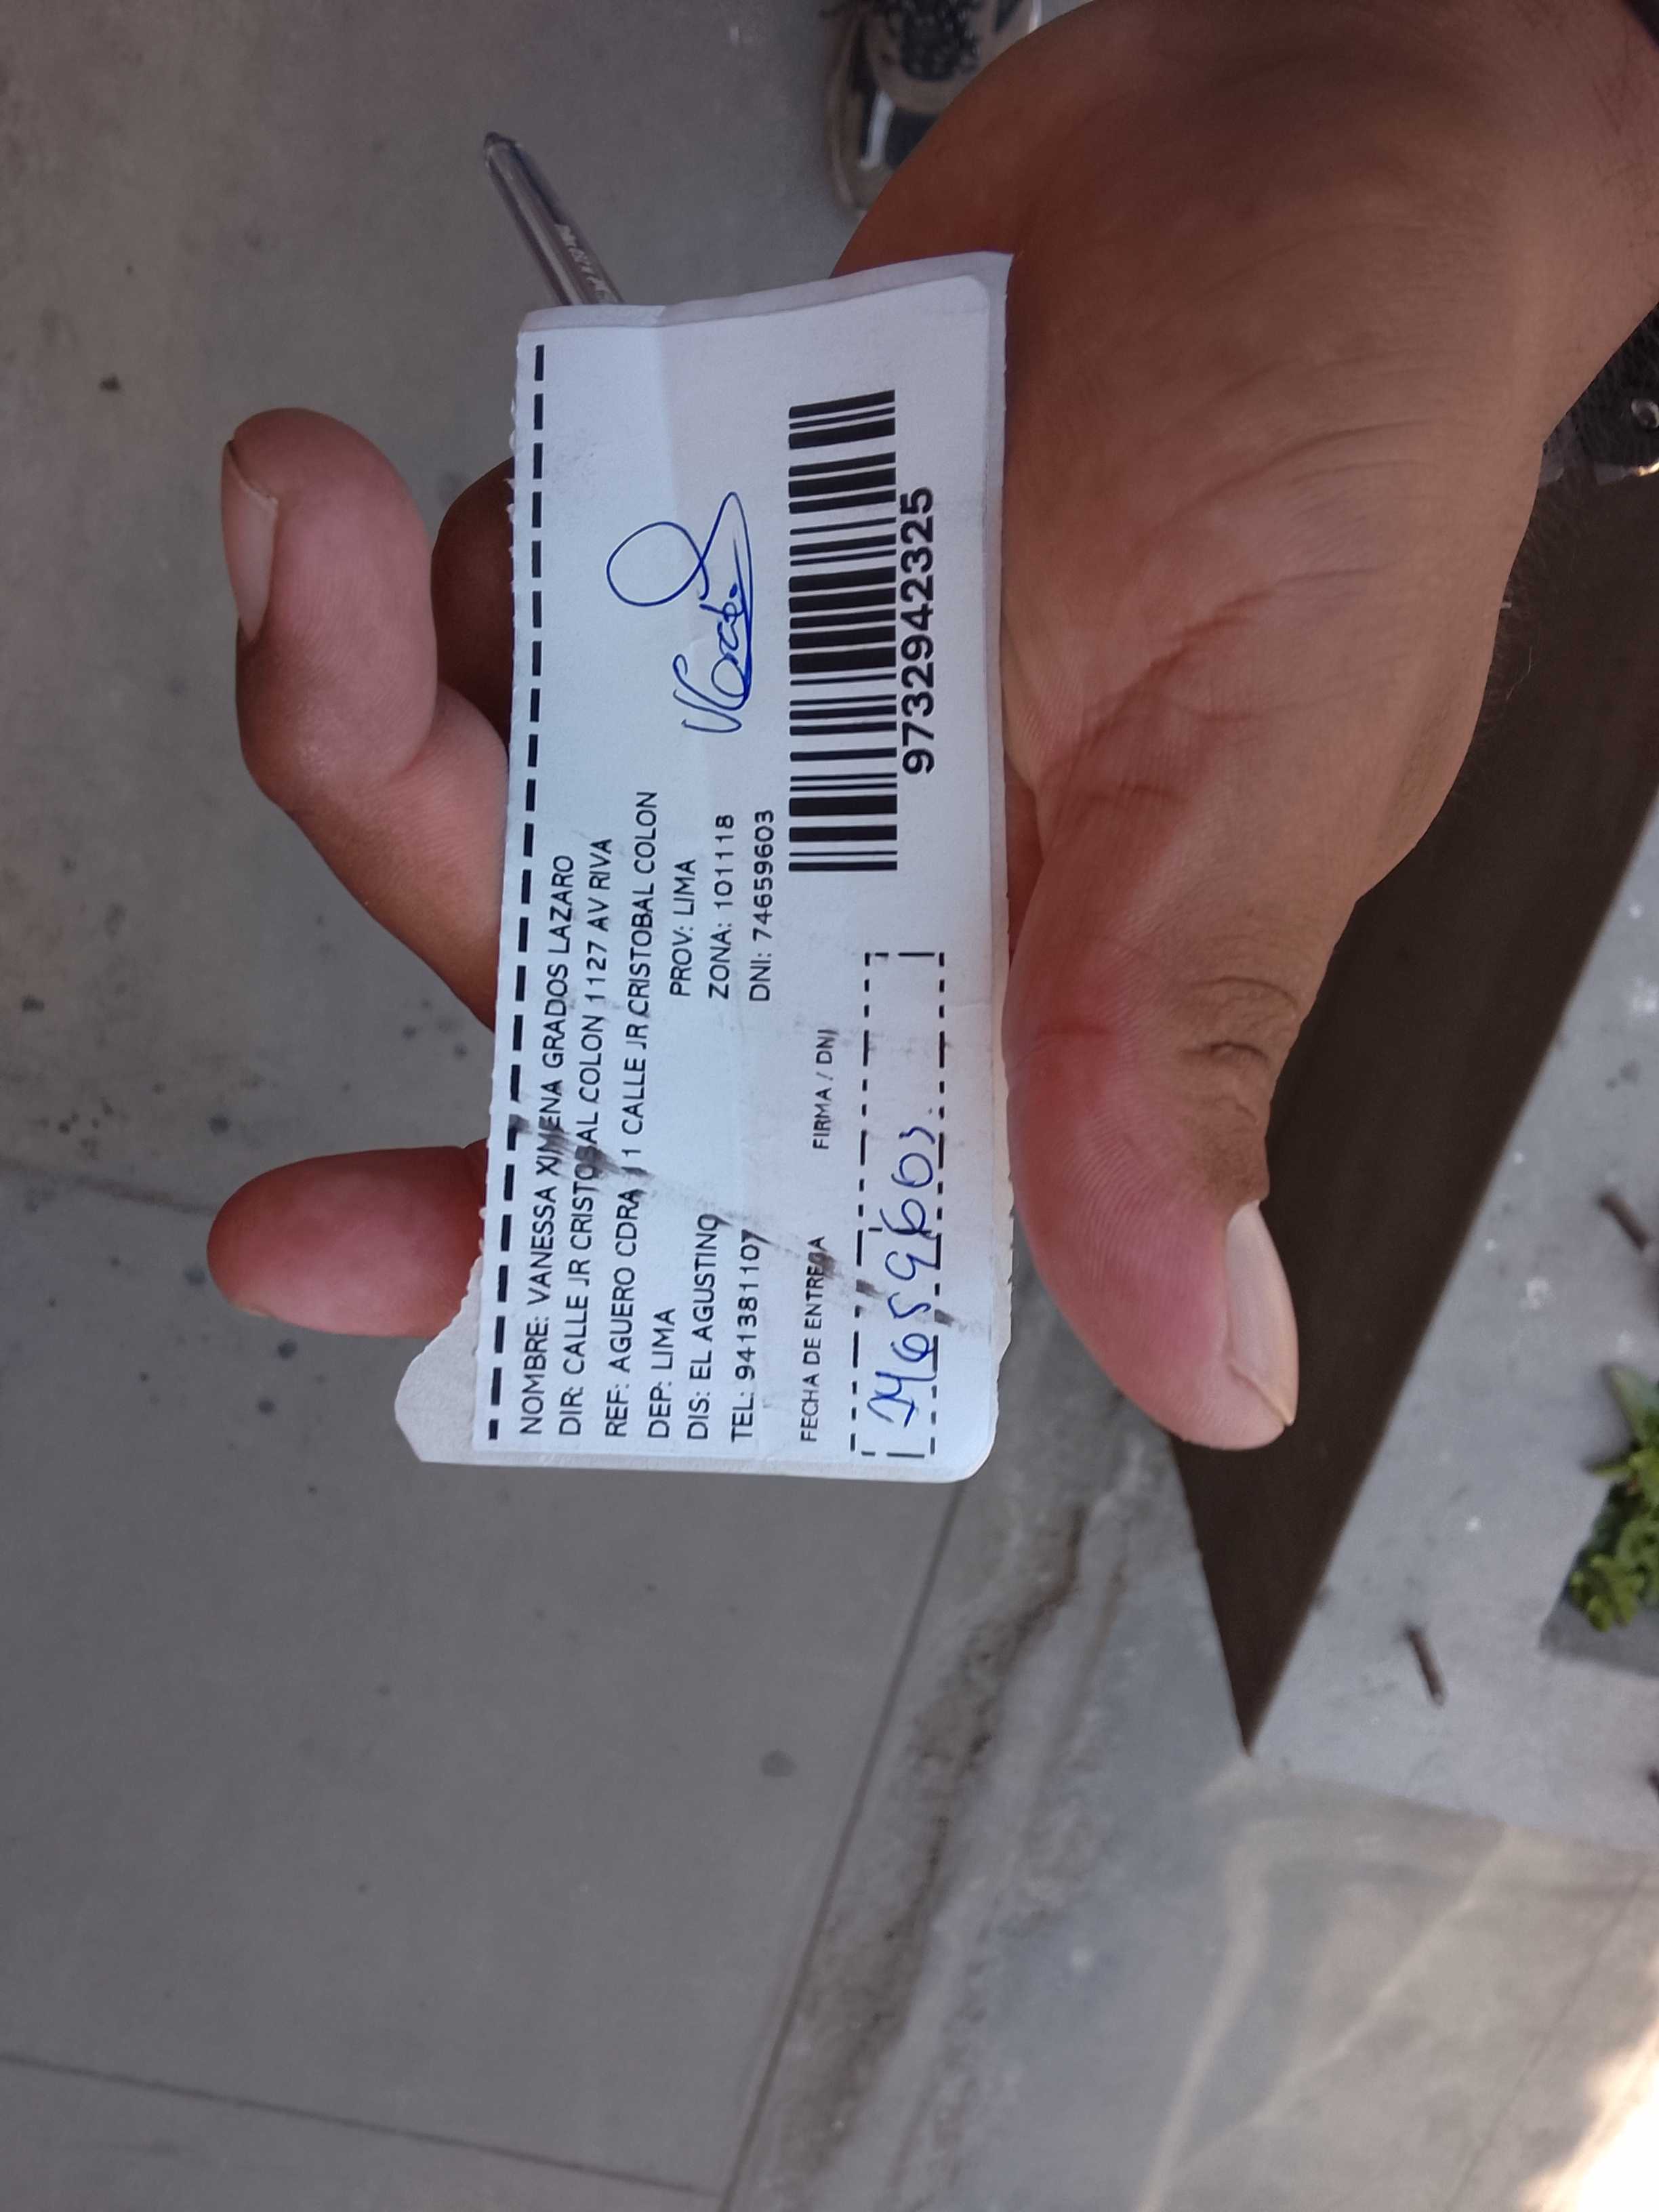 NOMBRE: VANESSA XIMENA GRADOS LAZARO
DIR: CALLE JR CRISTOBAL COLON 1127 AV RIVA
REF: AGUERO CDRA 11 CALLE JR CRISTOBAL COLON
DEP: LIMA PROV: LIMA
DIS: EL AGUSTINO ZONA: 101118
TEL: 941381107 DNI: 74659603
FECHA DE ENTREGA FIRMA / DNI
74659603
973294232​5